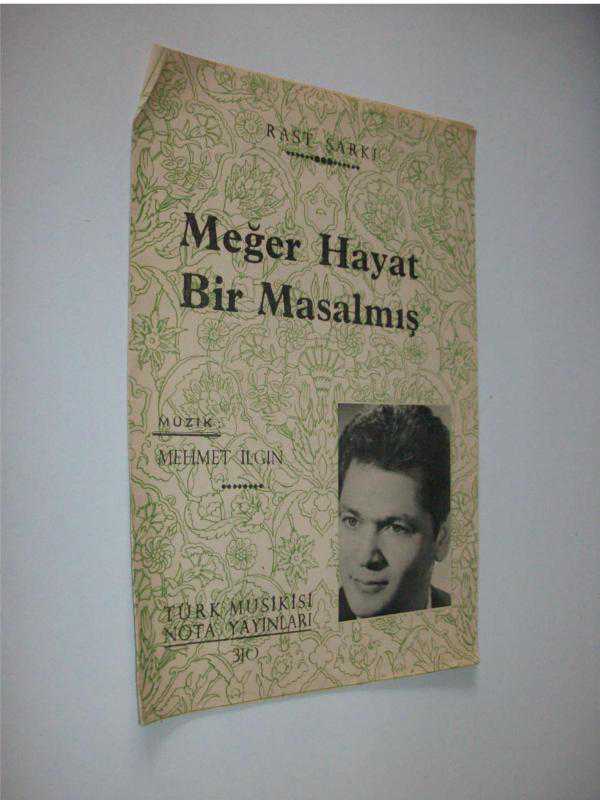 RAST ŞARKI
Meğer Hayat
Bir Masalmış
MÜZİK:
MEHMET ILGIN
TÜRK MUSİKİSİ
NOTA YAYINLARI
310